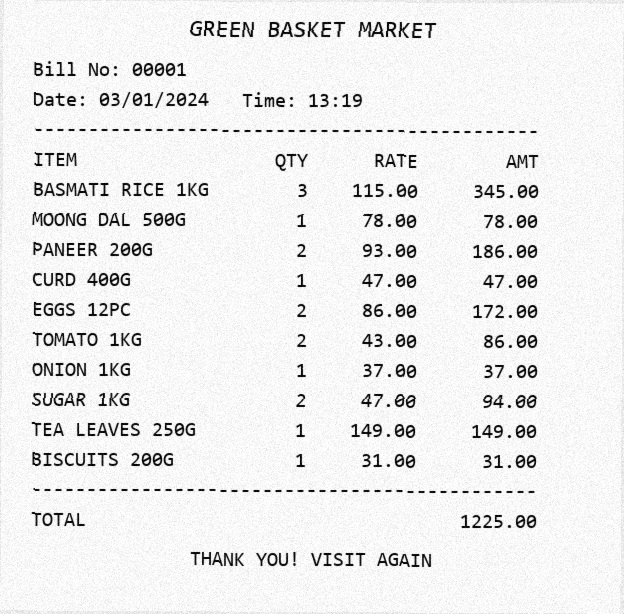 GREEN BASKET MARKET
Bill No: 00001
Date: 03/01/2024 Time: 13:19
-----------------------------------------------
ITEM QTY RATE AMT
BASMATI RICE 1KG 3 115.00 345.00
MOONG DAL 500G 1 78.00 78.00
PANEER 200G 2 93.00 186.00
CURD 400G 1 47.00 47.00
EGGS 12PC 2 86.00 172.00
TOMATO 1KG 2 43.00 86.00
ONION 1KG 1 37.00 37.00
SUGAR 1KG 2 47.00 94.00
TEA LEAVES 250G 1 149.00 149.00
BISCUITS 200G 1 31.00 31.00
-----------------------------------------------
TOTAL 1225.00
THANK YOU! VISIT AGAIN